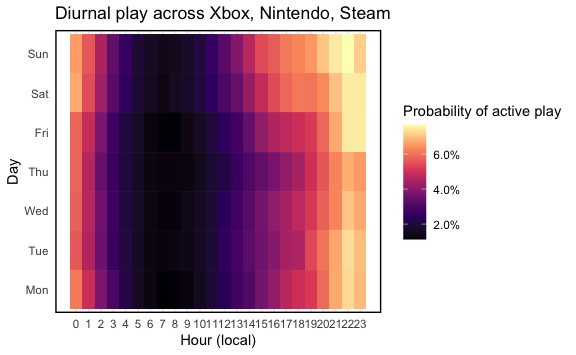 Diurnal play across Xbox, Nintendo, Steam
Sun
Sat
Fri
Thu
Wed
Tue
Mon
Day
0 1 2 3 4 5 6 7 8 9 10 11 12 13 14 15 16 17 18 19 20 21 22 23
Hour (local)
Probability of active play
6.0%
4.0%
2.0%